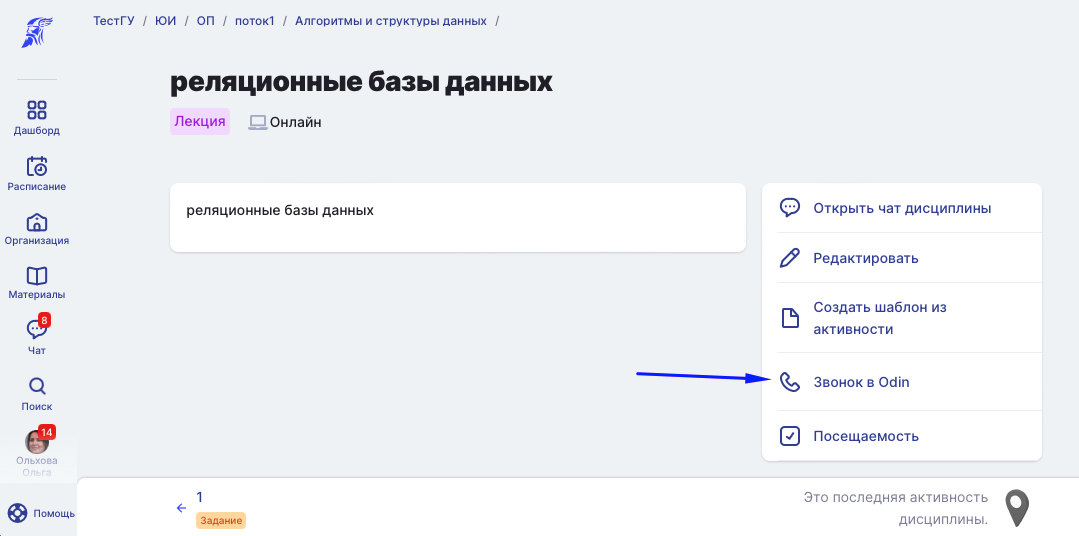 ТестГУ / ЮИ / ОП / поток1 / Алгоритмы и структуры данных /
реляционные базы данных
Лекция Онлайн
Дашборд
Расписание
Организация
Материалы
8
Чат
Поиск
14
Ольхова
Ольга
Помощь
реляционные базы данных
Открыть чат дисциплины
Редактировать
Создать шаблон из
активности
Звонок в Odin
Посещаемость
1
Задание
Это последняя активность
дисциплины.